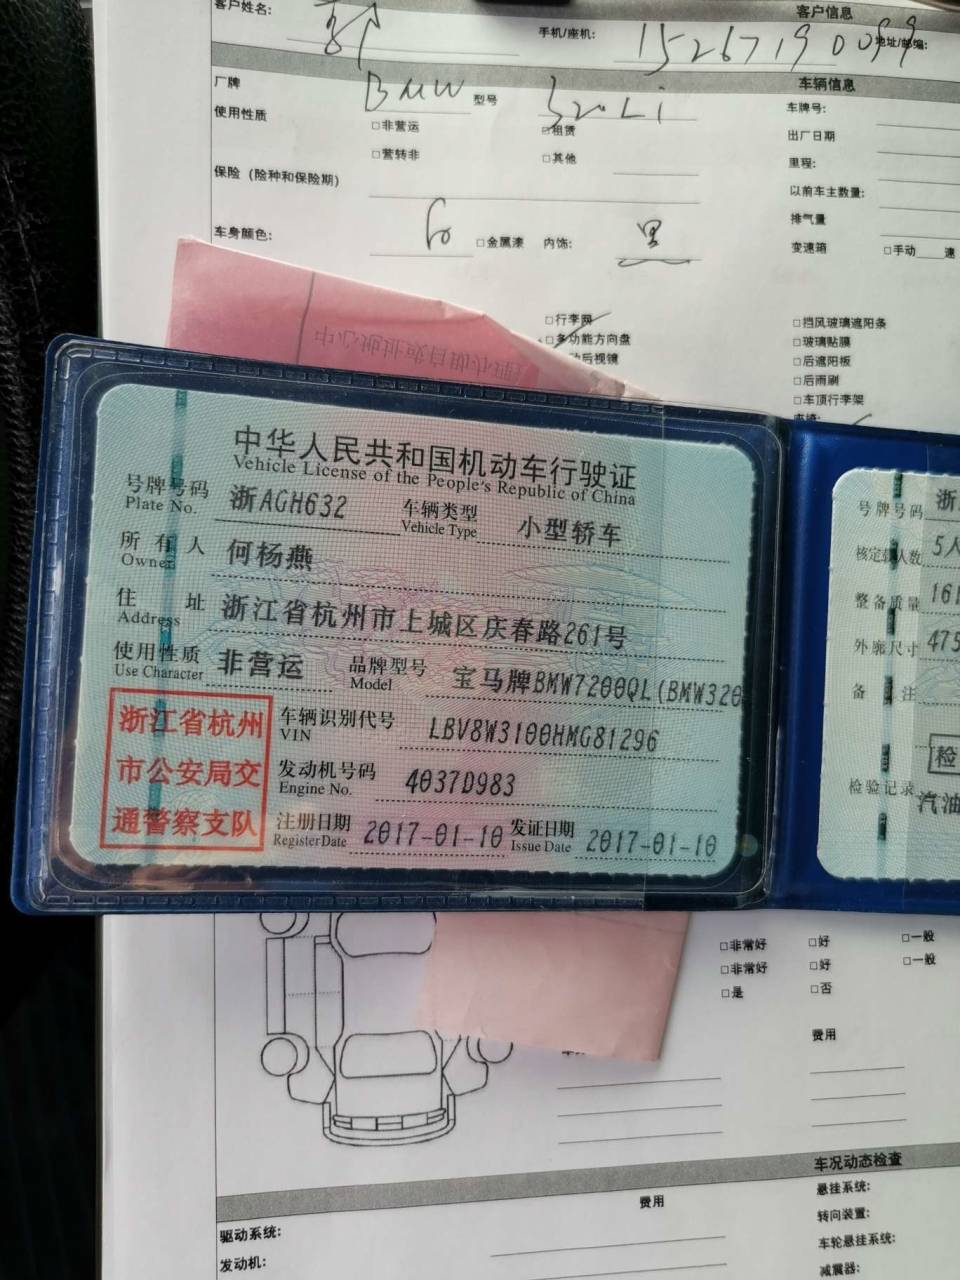 客户信息
客户姓名:
手机/座机: 15267190099 地址/邮编:
车辆信息
厂牌 BMW 型号 320Li 车牌号:
使用性质 □非营运 □租赁 出厂日期
□营转非 □其他 里程:
保险（险种和保险期） 以前车主数量:
排气量
车身颜色: 白 □金属漆 内饰: 黑 变速箱 □手动 速
□行李网 □挡风玻璃遮阳条
□多功能方向盘 □玻璃贴膜
动后视镜 □后遮阳板
□后雨刷
□车顶行李架
中华人民共和国机动车行驶证
Vehicle License of the People's Republic of China
号牌号码 浙AGH632 车辆类型 小型轿车
Plate No. Vehicle Type
所有人 何杨燕
Owner
住址 浙江省杭州市上城区庆春路261号
Address
使用性质 非营运 品牌型号 宝马牌BMW7200QL(BMW320
Use Character Model
浙江省杭州
市公安局交
通警察支队
车辆识别代号 LBV8W3100HMG81296
VIN
发动机号码 4037D983
Engine No.
注册日期 2017-01-10 发证日期 2017-01-10
Register Date Issue Date
号牌号码 浙
核定载人数 5人
整备质量 161
外廓尺寸 475
备注
检
检验记录 汽油
□非常好 □好 □一般
□非常好 □好 □一般
□是 □否
费用
车况动态检查
费用 悬挂系统:
驱动系统: 转向装置:
发动机: 车轮悬挂系统:
减震器: